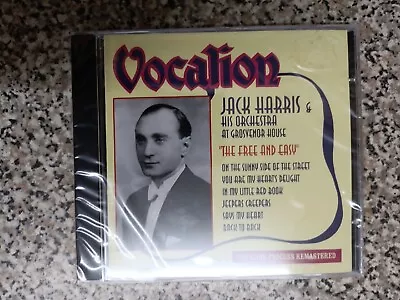 Vocalion
JACK HARRIS &
HIS ORCHESTRA
AT GROSVENOR HOUSE
"THE FREE AND EASY"
ON THE SUNNY SIDE OF THE STREET
YOU ARE MY HEART'S DELIGHT
IN MY LITTLE RED BOOK
JEEPERS CREEPERS
SAYS MY HEART
BACK TO BACK
REMASTERED